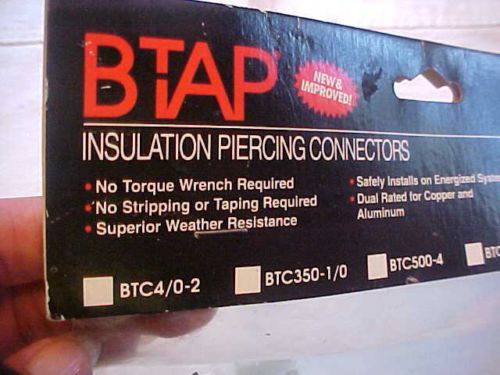 BTAP
NEW &
IMPROVED!
INSULATION PIERCING CONNECTORS
• No Torque Wrench Required
• No Stripping or Taping Required
• Superior Weather Resistance
• Safely Installs on Energized
• Dual Rated for Copper and
Aluminum
BTC4/0-2
BTC350-1/0
BTC500-4